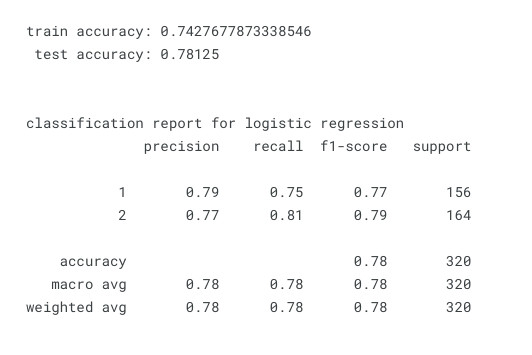 train accuracy: 0.7427677873338546
test accuracy: 0.78125
classification report for logistic regression
precision recall f1-score support
1 0.79 0.75 0.77 156
2 0.77 0.81 0.79 164
accuracy 0.78 320
macro avg 0.78 0.78 0.78 320
weighted avg 0.78 0.78 0.78 320